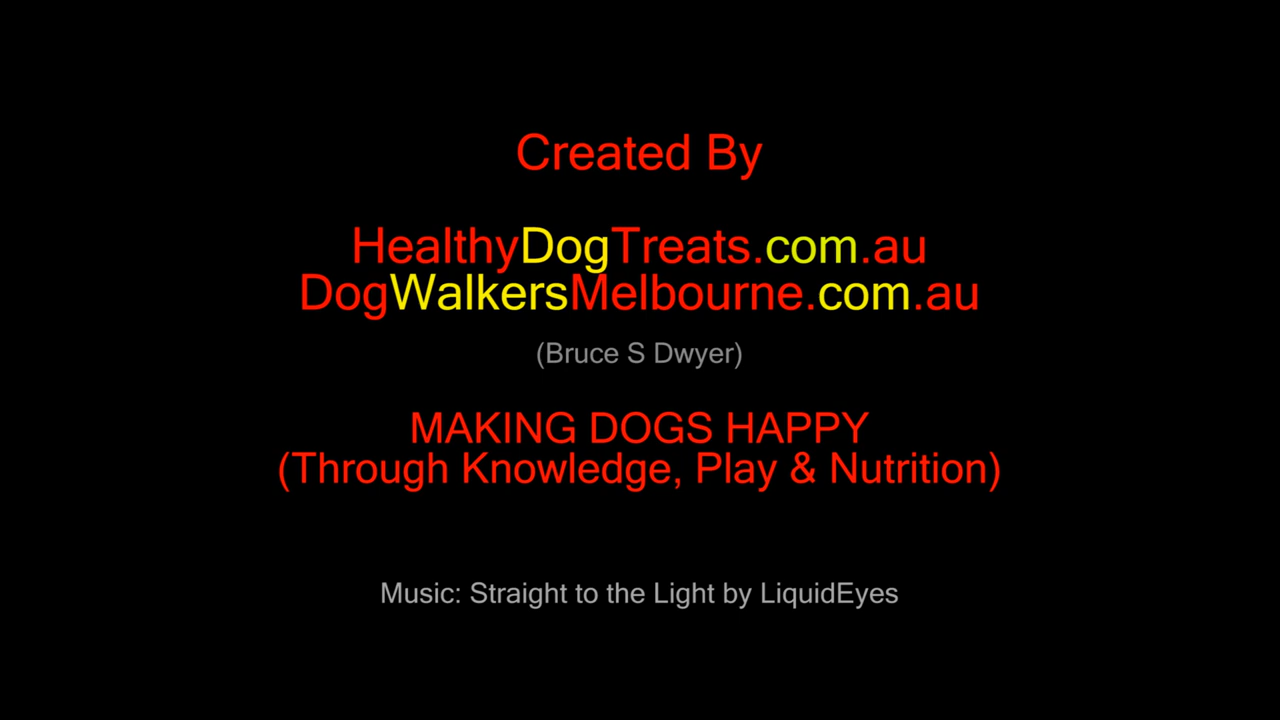 Created By
HealthyDogTreats.com.au
DogWalkersMelbourne.com.au
(Bruce S Dwyer)
MAKING DOGS HAPPY
(Through Knowledge, Play & Nutrition)
Music: Straight to the Light by LiquidEyes